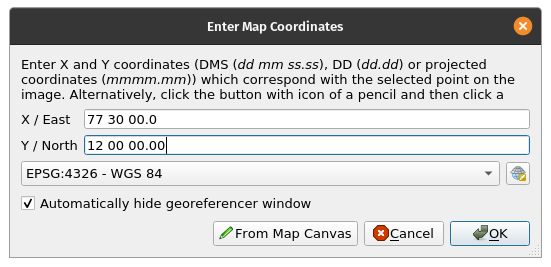 Enter Map Coordinates
Enter X and Y coordinates (DMS (dd mm ss.ss), DD (dd.dd) or projected
coordinates (mmmm.mm)) which correspond with the selected point on the
image. Alternatively, click the button with icon of a pencil and then click a
X / East 77 30 00.0
Y / North 12 00 00.00
EPSG:4326 - WGS 84
Automatically hide georeferencer window
From Map Canvas Cancel OK